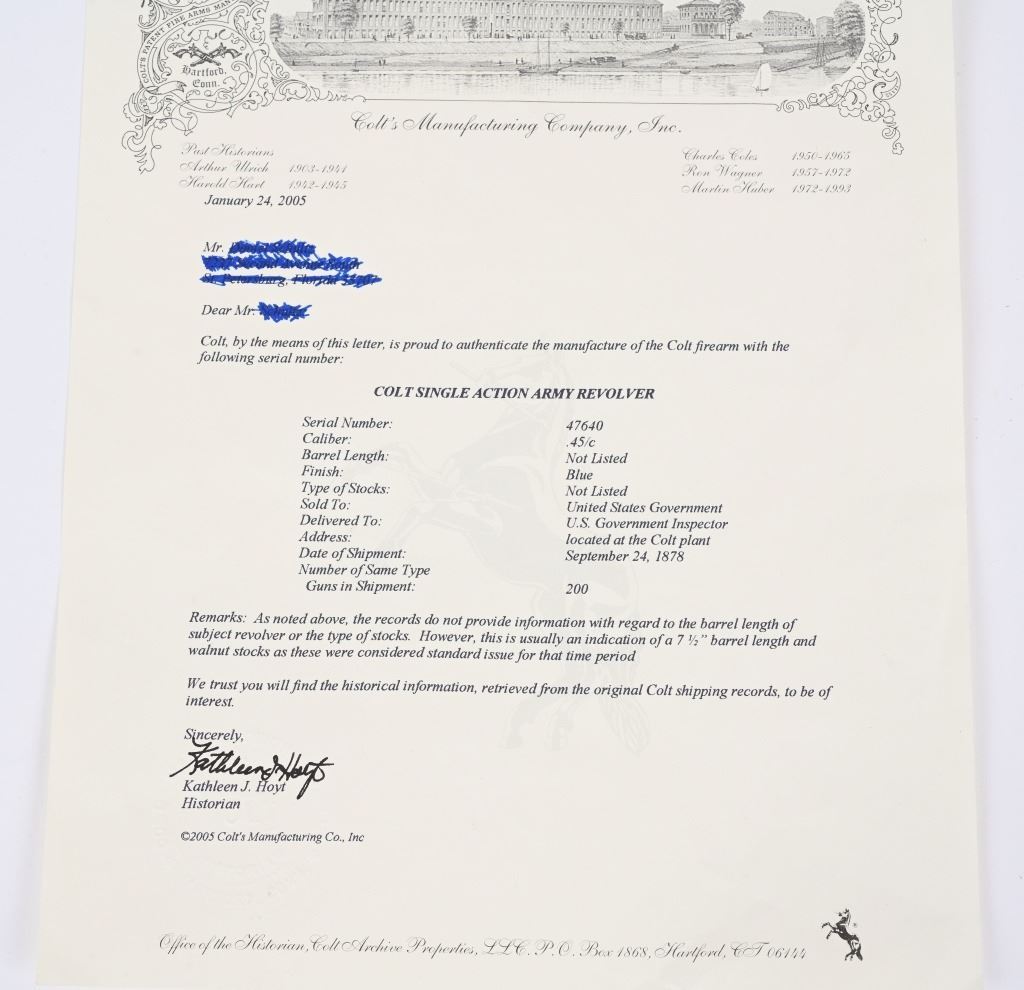 COLTS PATENT FIRE ARMS MAN
Hartford,
Conn.
Colt's Manufacturing Company, Inc.
Past Historians
Arthur Ulrich 1903-1941
Harold Hart 1942-1945
Charles Coles 1950-1965
Ron Wagner 1957-1972
Martin Huber 1972-1993
January 24, 2005
Mr.
St. Petersburg, Florida
Dear Mr.
Colt, by the means of this letter, is proud to authenticate the manufacture of the Colt firearm with the
following serial number:
COLT SINGLE ACTION ARMY REVOLVER
Serial Number: 47640
Caliber: .45/c
Barrel Length: Not Listed
Finish: Blue
Type of Stocks: Not Listed
Sold To: United States Government
Delivered To: U.S. Government Inspector
Address: located at the Colt plant
Date of Shipment: September 24, 1878
Number of Same Type
Guns in Shipment: 200
Remarks: As noted above, the records do not provide information with regard to the barrel length of
subject revolver or the type of stocks. However, this is usually an indication of a 7 ½" barrel length and
walnut stocks as these were considered standard issue for that time period
We trust you will find the historical information, retrieved from the original Colt shipping records, to be of
interest.
Sincerely,
Kathleen J Hoyt
Kathleen J. Hoyt
Historian
©2005 Colt's Manufacturing Co., Inc
Office of the Historian, Colt Archive Properties, LLC. P.O. Box 1868, Hartford, CT 06144